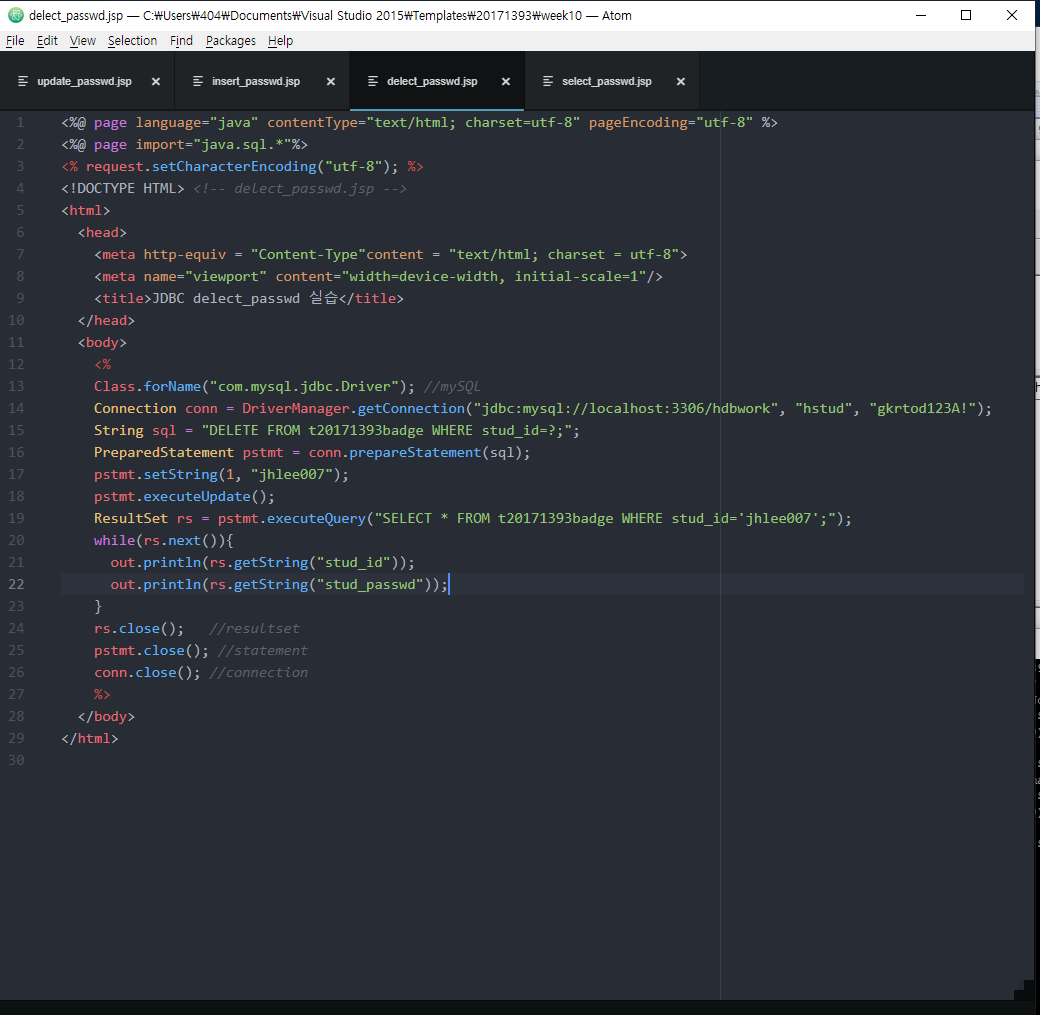 delect_passwd.jsp — C:₩Users₩404₩Documents₩Visual Studio 2015₩Templates₩20171393₩week10 — Atom
File Edit View Selection Find Packages Help
update_passwd.jsp insert_passwd.jsp delect_passwd.jsp select_passwd.jsp
1 <%@ page language="java" contentType="text/html; charset=utf-8" pageEncoding="utf-8" %>
2 <%@ page import="java.sql.*"%>
3 <% request.setCharacterEncoding("utf-8"); %>
4 <!DOCTYPE HTML> <!-- delect_passwd.jsp -->
5 <html>
6 <head>
7 <meta http-equiv = "Content-Type"content = "text/html; charset = utf-8">
8 <meta name="viewport" content="width=device-width, initial-scale=1"/>
9 <title>JDBC delect_passwd 실습</title>
10 </head>
11 <body>
12 <%
13 Class.forName("com.mysql.jdbc.Driver"); //mySQL
14 Connection conn = DriverManager.getConnection("jdbc:mysql://localhost:3306/hdbwork", "hstud", "gkrtod123A!");
15 String sql = "DELETE FROM t20171393badge WHERE stud_id=?;";
16 PreparedStatement pstmt = conn.prepareStatement(sql);
17 pstmt.setString(1, "jhlee007");
18 pstmt.executeUpdate();
19 ResultSet rs = pstmt.executeQuery("SELECT * FROM t20171393badge WHERE stud_id='jhlee007';");
20 while(rs.next()){
21 out.println(rs.getString("stud_id"));
22 out.println(rs.getString("stud_passwd"));
23 }
24 rs.close(); //resultset
25 pstmt.close(); //statement
26 conn.close(); //connection
27 %>
28 </body>
29 </html>
30